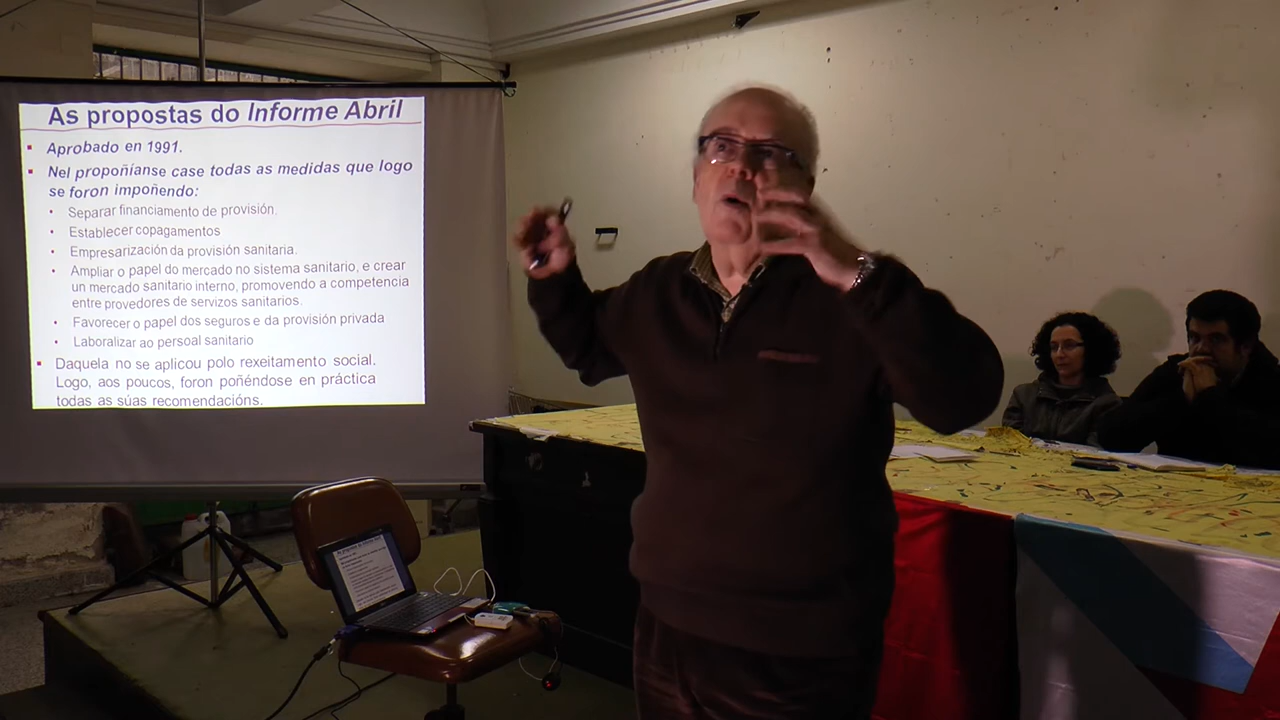 As propostas do Informe Abril
Aprobado en 1991.
Nel propoñíanse case todas as medidas que logo
se foron impoñendo:
Separar financiamento de provisión.
Establecer copagamentos
Empresarización da provisión sanitaria.
Ampliar o papel do mercado no sistema sanitario, e crear
un mercado sanitario interno, promovendo a competencia
entre provedores de servizos sanitarios.
Favorecer o papel dos seguros e da provisión privada
Laboralizar ao persoal sanitario
Daquela no se aplicou polo rexeitamento social.
Logo, aos poucos, foron poñéndose en práctica
todas as súas recomendacións.